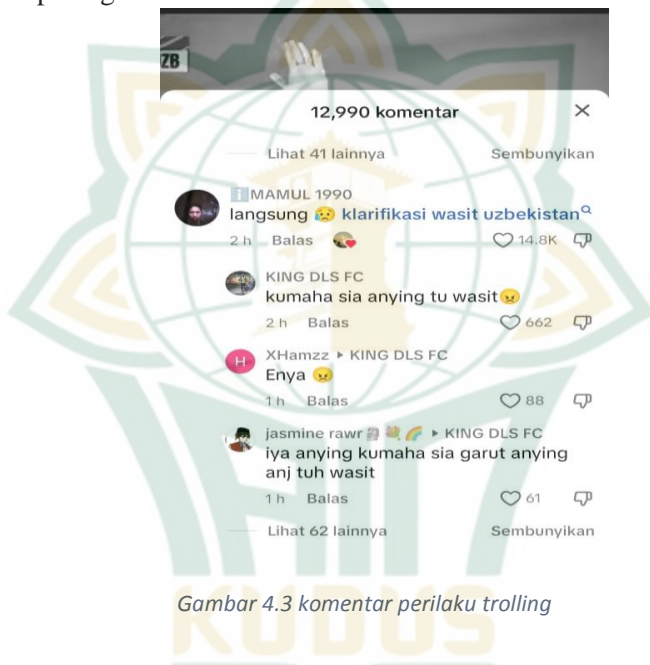 ZB
12,990 komentar
Lihat 41 lainnya Sembunyikan
MAMUL 1990
langsung 😥 klarifikasi wasit uzbekistan
2 h Balas 14.8K
KING DLS FC
kumaha sia anying tu wasit😠
2 h Balas 662
H
XHamzz ▸ KING DLS FC
Enya 😠
1 h Balas 88
jasmine rawr ▸ KING DLS FC
iya anying kumaha sia garut anying
anj tuh wasit
1 h Balas 61
Lihat 62 lainnya Sembunyikan
Gambar 4.3 komentar perilaku trolling
KUDUS